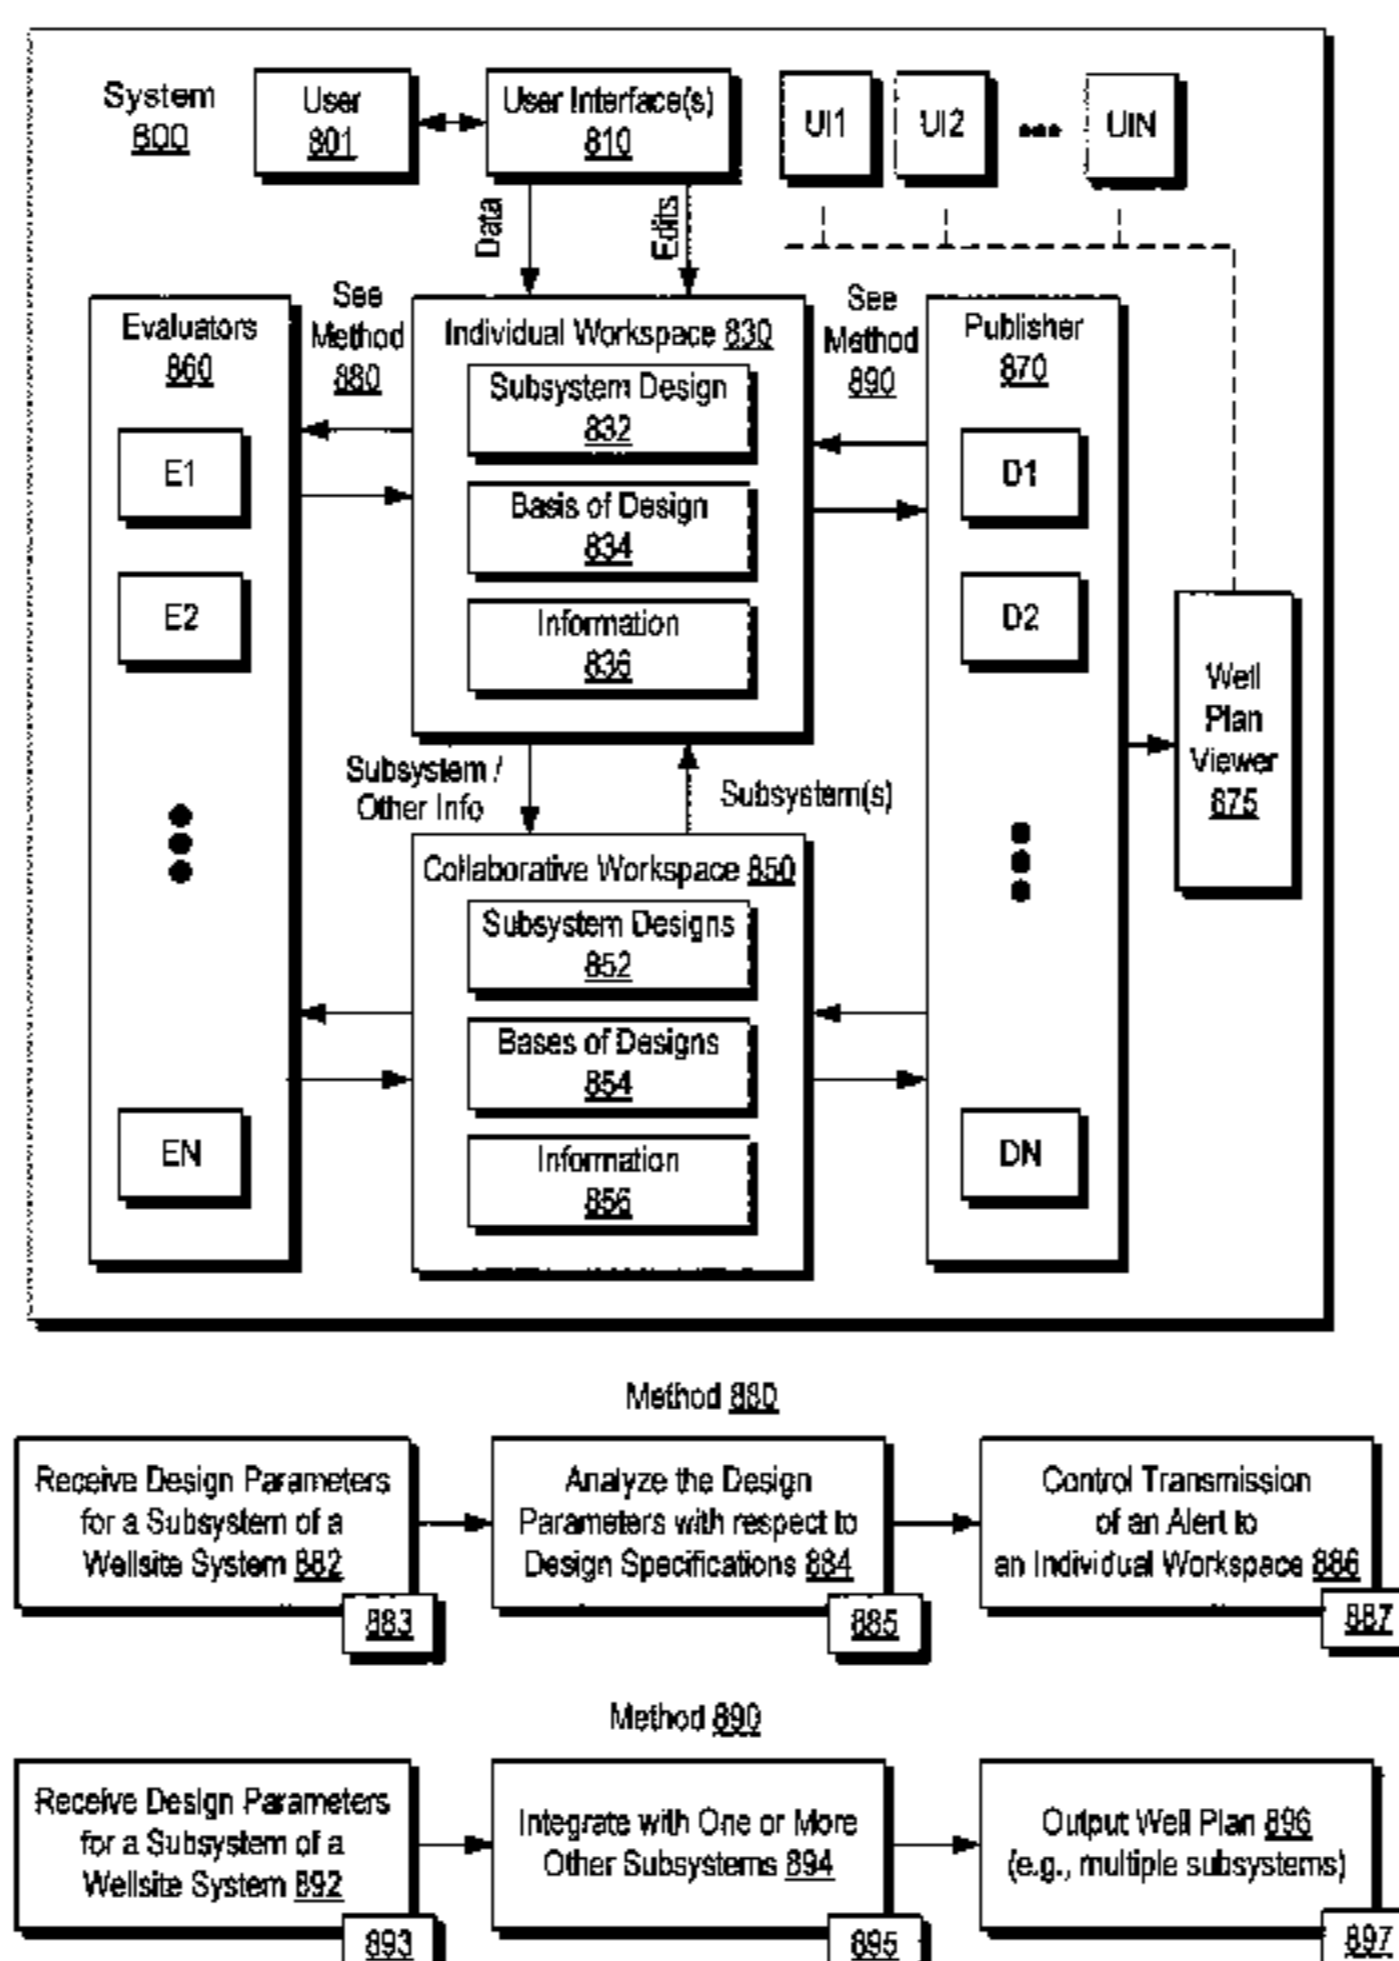 System
800
User
801
User Interface(s)
810
UI1
UI2
UIN
Data
Edits
Evaluators
860
E1
E2
EN
See
Method
880
Individual Workspace 830
Subsystem Design
832
Basis of Design
834
Information
836
See
Method
890
Publisher
870
D1
D2
DN
Well
Plan
Viewer
875
Subsystem /
Other Info
Subsystem(s)
Collaborative Workspace 850
Subsystem Designs
852
Bases of Designs
854
Information
856
Method 880
Receive Design Parameters
for a Subsystem of a
Wellsite System 882
883
Analyze the Design
Parameters with respect to
Design Specifications 884
885
Control Transmission
of an Alert to
an Individual Workspace 886
887
Method 890
Receive Design Parameters
for a Subsystem of a
Wellsite System 892
893
Integrate with One or More
Other Subsystems 894
895
Output Well Plan 896
(e.g., multiple subsystems)
897